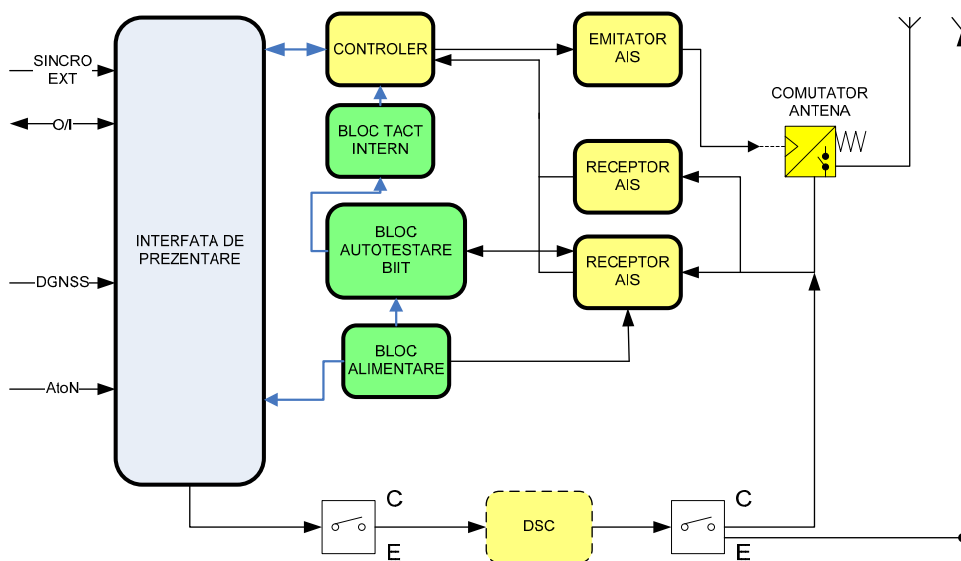 SINCRO
EXT
O/I
DGNSS
AtoN
INTERFATA DE
PREZENTARE
CONTROLER
BLOC TACT
INTERN
BLOC
AUTOTESTARE
BIIT
BLOC
ALIMENTARE
EMITATOR
AIS
RECEPTOR
AIS
RECEPTOR
AIS
COMUTATOR
ANTENA
C
E
DSC
C
E